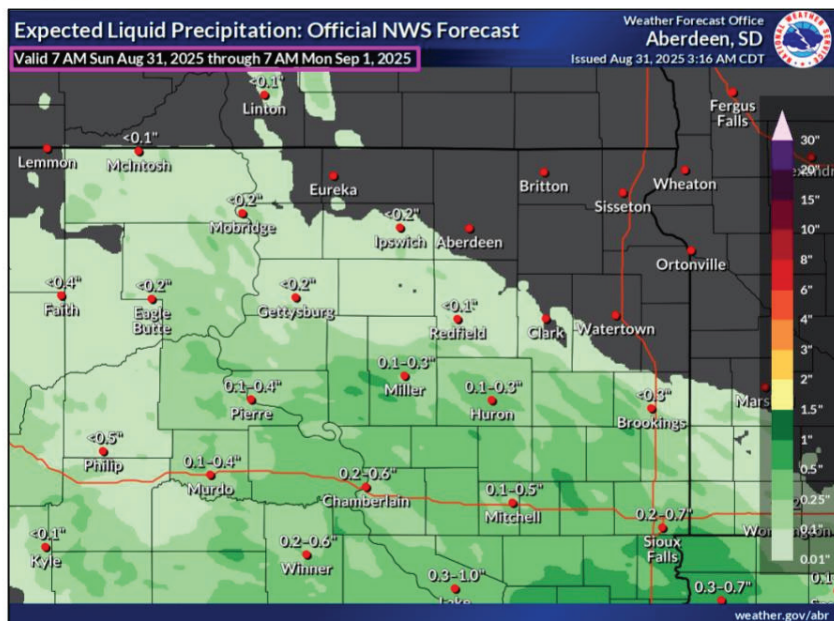 Expected Liquid Precipitation: Official NWS Forecast
Valid 7 AM Sun Aug 31, 2025 through 7 AM Mon Sep 1, 2025
Weather Forecast Office
Aberdeen, SD
Issued Aug 31, 2025 3:16 AM CDT
NATIONAL WEATHER SERVICE
<0.1"
Linton
Fergus
Falls
<0.1"
Lemmon
McIntosh
Eureka
Britton
Wheaton
Sisseton
<0.2"
Mobridge
<0.2"
Ipswich
Aberdeen
Ortonville
<0.4"
Faith
<0.2"
Eagle
Butte
<0.2"
Gettysburg
<0.1"
Redfield
Clark
Watertown
0.1-0.3"
Miller
0.1-0.4"
Pierre
0.1-0.3"
Huron
<0.3"
Brookings
Mars
<0.5"
Philip
0.1-0.4"
Murdo
0.2-0.6"
Chamberlain
0.1-0.5"
Mitchell
0.2-0.7"
Sioux
Falls
<0.1"
Kyle
0.2-0.6"
Winner
0.3-1.0"
Lake
0.3-0.7"
0.1"
30"
20"
15"
10"
8"
6"
4"
3"
2"
1.5"
1"
0.5"
0.25"
0.1"
0.01"
weather.gov/abr